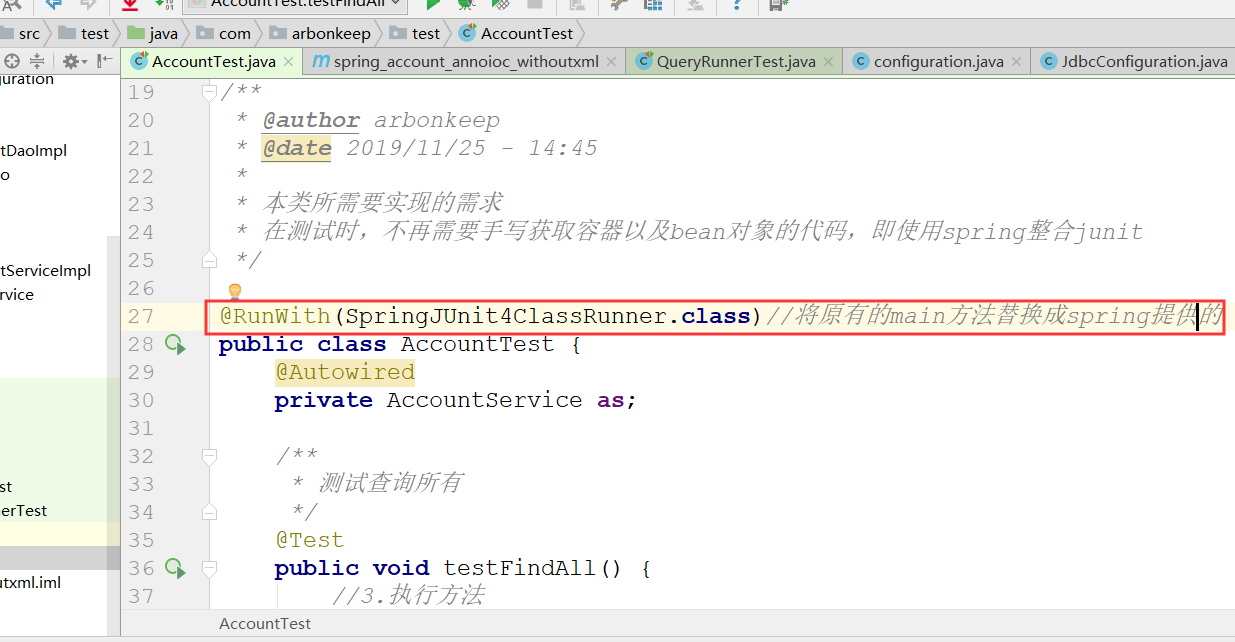 AccountTest.testFindAll
src test java com arbonkeep test AccountTest
AccountTest.java spring_account_annoioc_withoutxml QueryRunnerTest.java configuration.java JdbcConfiguration.java
uration
tDaoImpl
o
tServiceImpl
rvice
st
nerTest
utxml.iml
19 /**
20 * @author arbonkeep
21 * @date 2019/11/25 - 14:45
22 *
23 * 本类所需要实现的需求
24 * 在测试时，不再需要手写获取容器以及bean对象的代码，即使用spring整合junit
25 */
26
27 @RunWith(SpringJUnit4ClassRunner.class)//将原有的main方法替换成spring提供的
28 public class AccountTest {
29 @Autowired
30 private AccountService as;
31
32 /**
33 * 测试查询所有
34 */
35 @Test
36 public void testFindAll() {
37 //3.执行方法
AccountTest